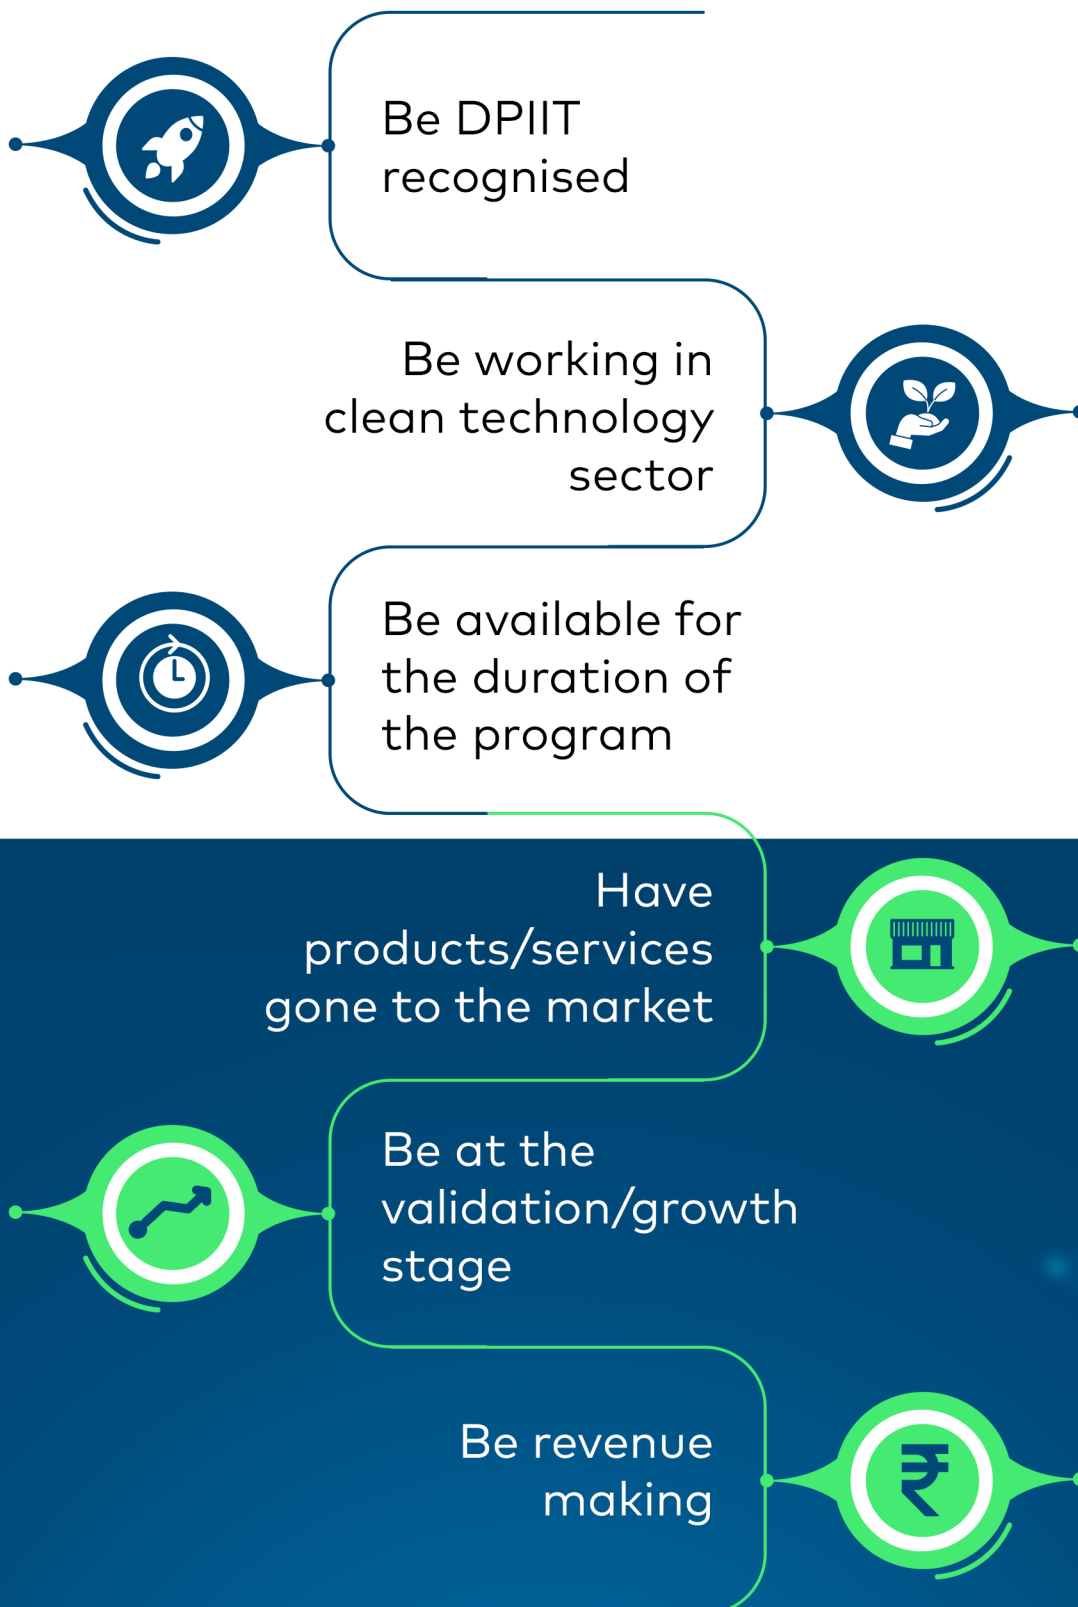 Be DPIIT
recognised
Be working in
clean technology
sector
Be available for
the duration of
the program
Have
products/services
gone to the market
Be at the
validation/growth
stage
Be revenue
making
₹